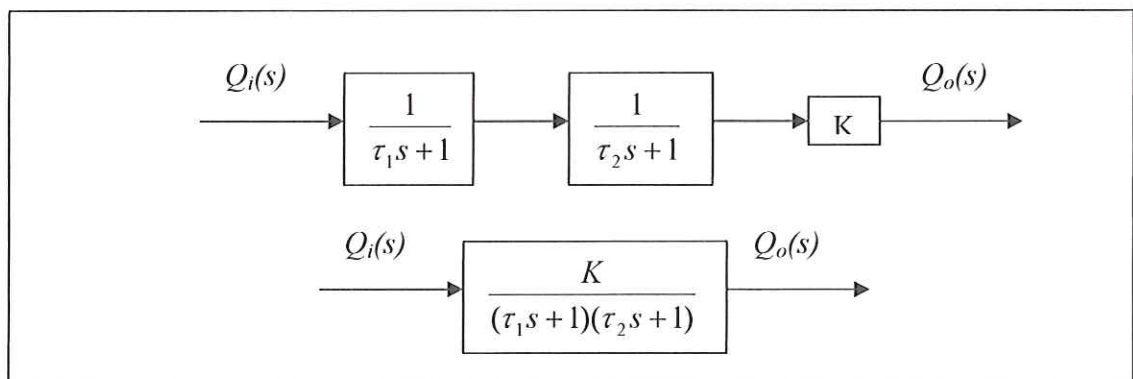 Qi(s) Qo(s)
1 1 K
τ1s + 1 τ2s + 1
Qi(s) Qo(s)
K
(τ1s + 1)(τ2s + 1)